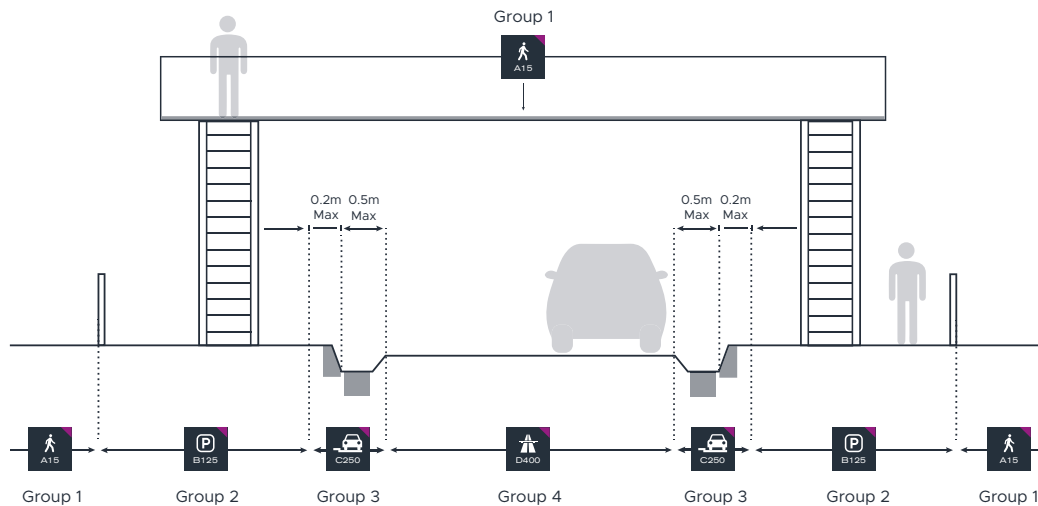 Group 1
A15
0.2m 0.5m
Max Max
0.5m 0.2m
Max Max
A15
P
B125
C250
D400
C250
P
B125
A15
Group 1
Group 2
Group 3
Group 4
Group 3
Group 2
Group 1